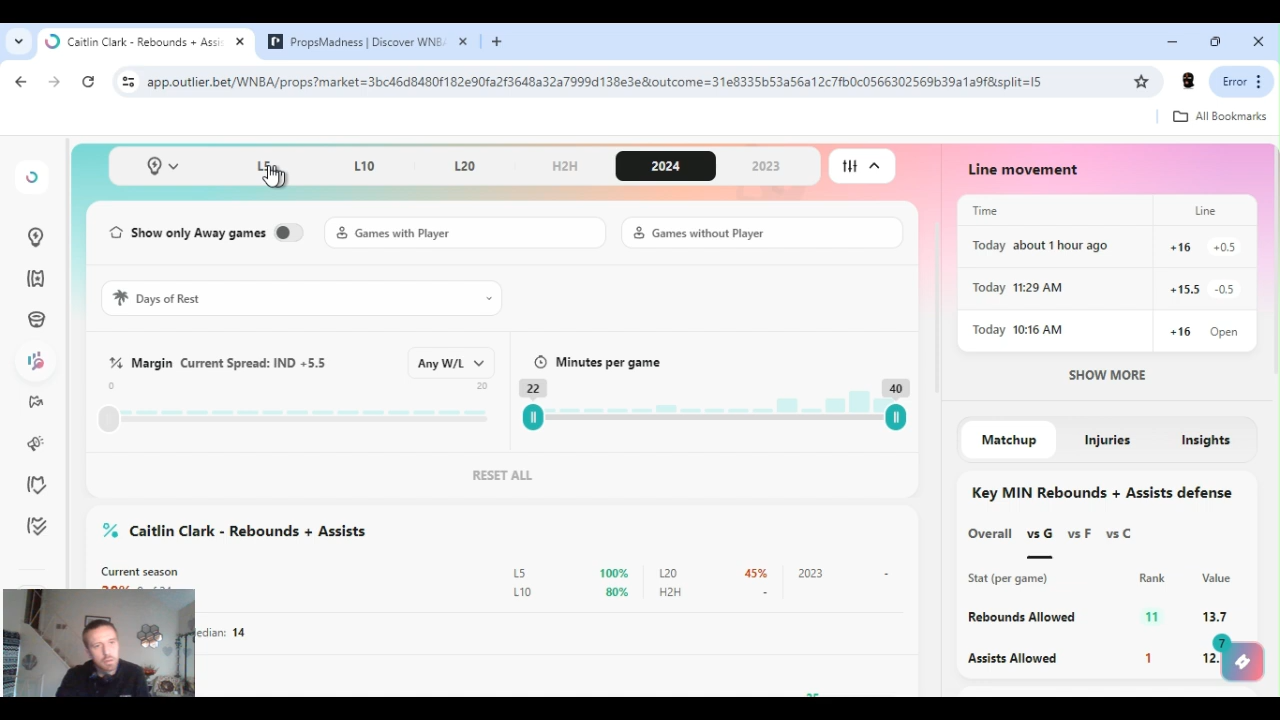 Caitlin Clark - Rebounds + Assis
PropsMadness | Discover WNB
Error
app.outlier.bet/WNBA/props?market=3bc46d8480f182e90fa2f3648a32a7999d138e3e&outcome=31e8335b53a56a12c7fb0c0566302569b39a1a9f&split=l5
All Bookmarks
L5 L10 L20 H2H 2024 2023
Show only Away games
Games with Player
Games without Player
Days of Rest
Margin Current Spread: IND +5.5
Any W/L
0 20
Minutes per game
22 40
RESET ALL
Caitlin Clark - Rebounds + Assists
Current season
L5 100% L20 45% 2023 -
L10 80% H2H -
edian: 14
Line movement
Time Line
Today about 1 hour ago +16 +0.5
Today 11:29 AM +15.5 -0.5
Today 10:16 AM +16 Open
SHOW MORE
Matchup Injuries Insights
Key MIN Rebounds + Assists defense
Overall vs G vs F vs C
Stat (per game) Rank Value
Rebounds Allowed 11 13.7
Assists Allowed 1 12.
7